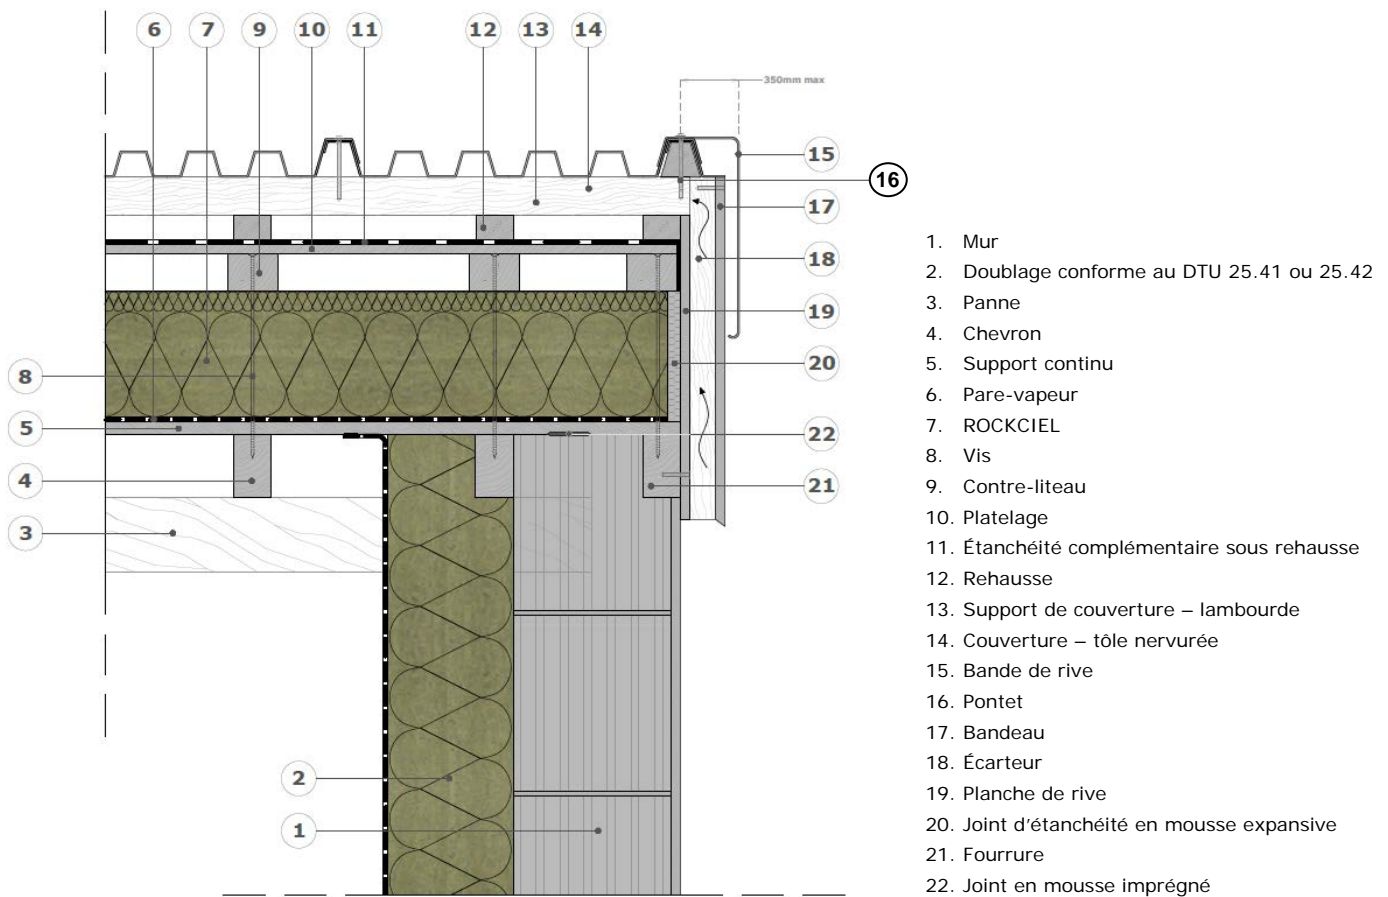 6 7 9 10 11 12 13 14
350mm max
15
16
17
18
19
8
20
5
22
4
21
3
2
1
1. Mur
2. Doublage conforme au DTU 25.41 ou 25.42
3. Panne
4. Chevron
5. Support continu
6. Pare-vapeur
7. ROCKCIEL
8. Vis
9. Contre-liteau
10. Platelage
11. Étanchéité complémentaire sous rehausse
12. Rehausse
13. Support de couverture – lambourde
14. Couverture – tôle nervurée
15. Bande de rive
16. Pontet
17. Bandeau
18. Écarteur
19. Planche de rive
20. Joint d'étanchéité en mousse expansive
21. Fourrure
22. Joint en mousse imprégné